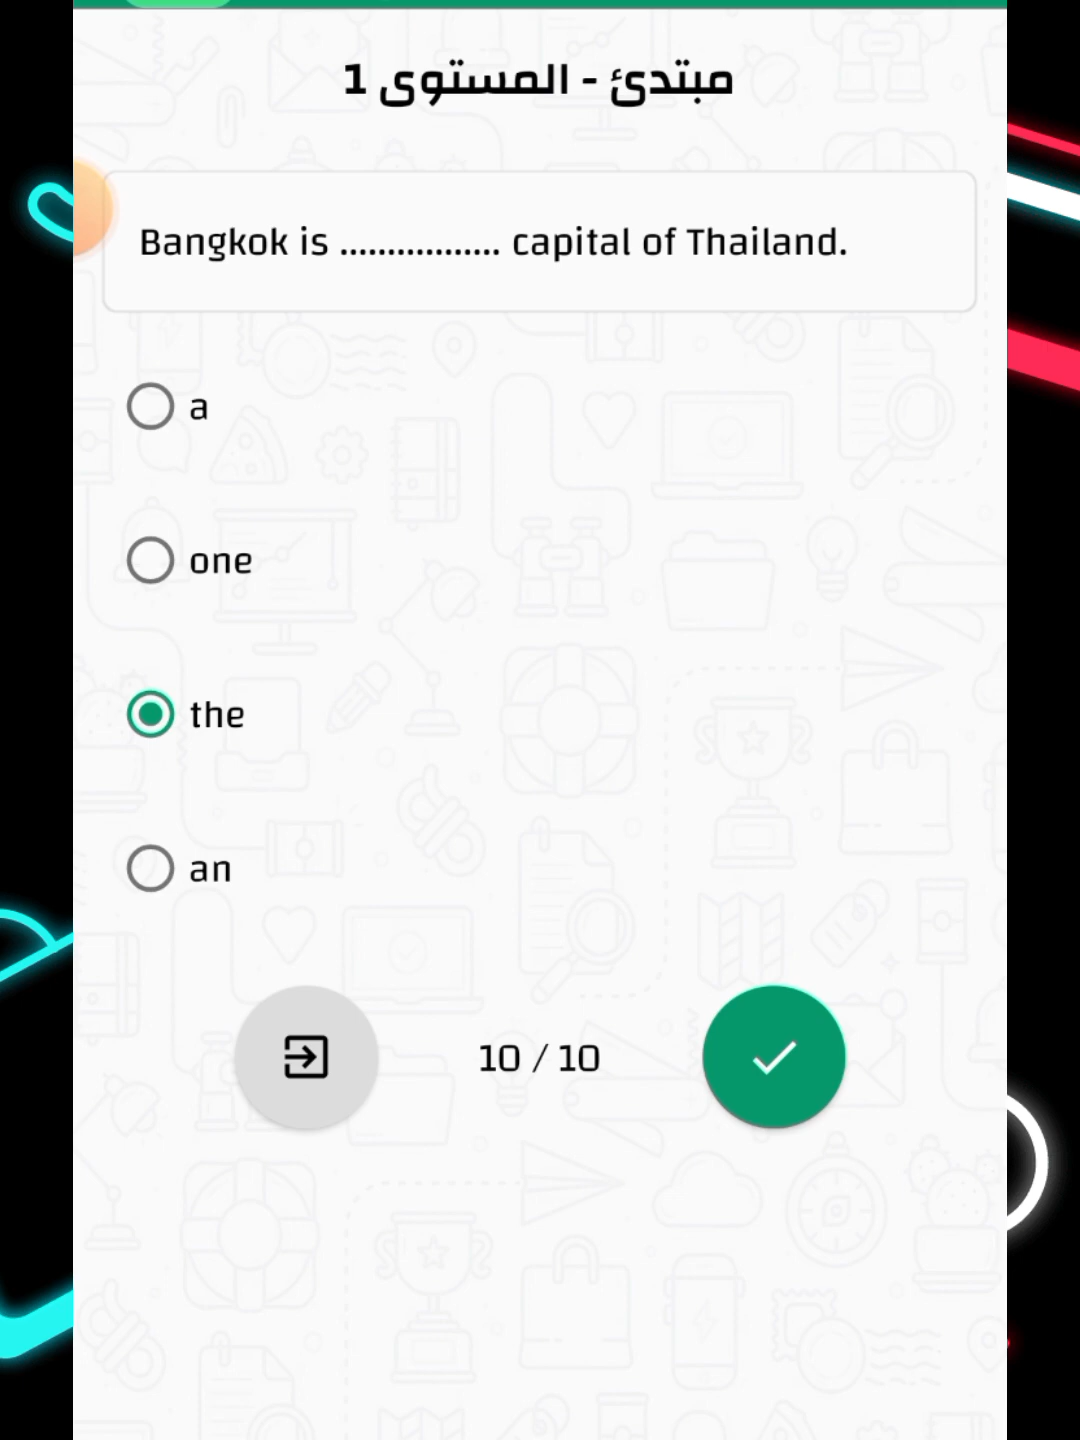 مبتدئ - المستوى 1
Bangkok is ................. capital of Thailand.
a
one
the
an
10 / 10